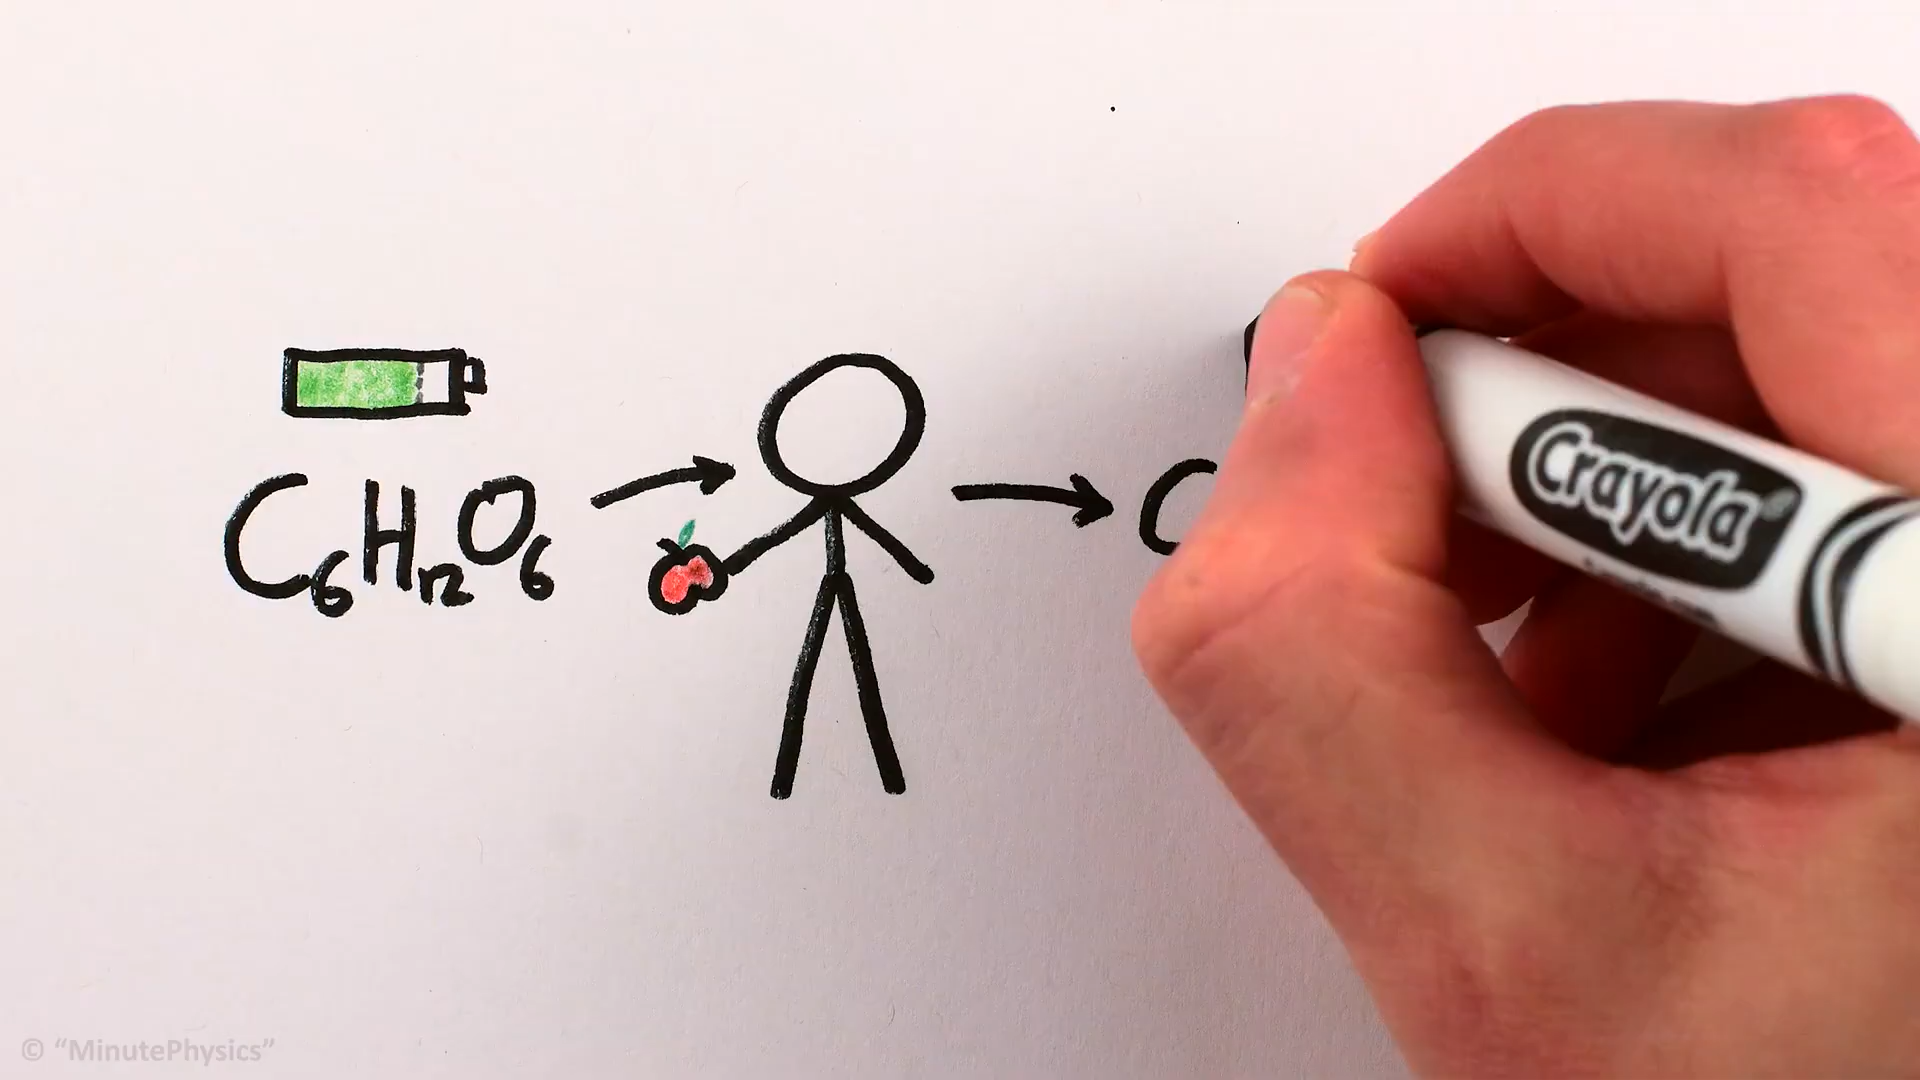 C₆H₁₂O₆
C
Crayola
© “MinutePhysics”